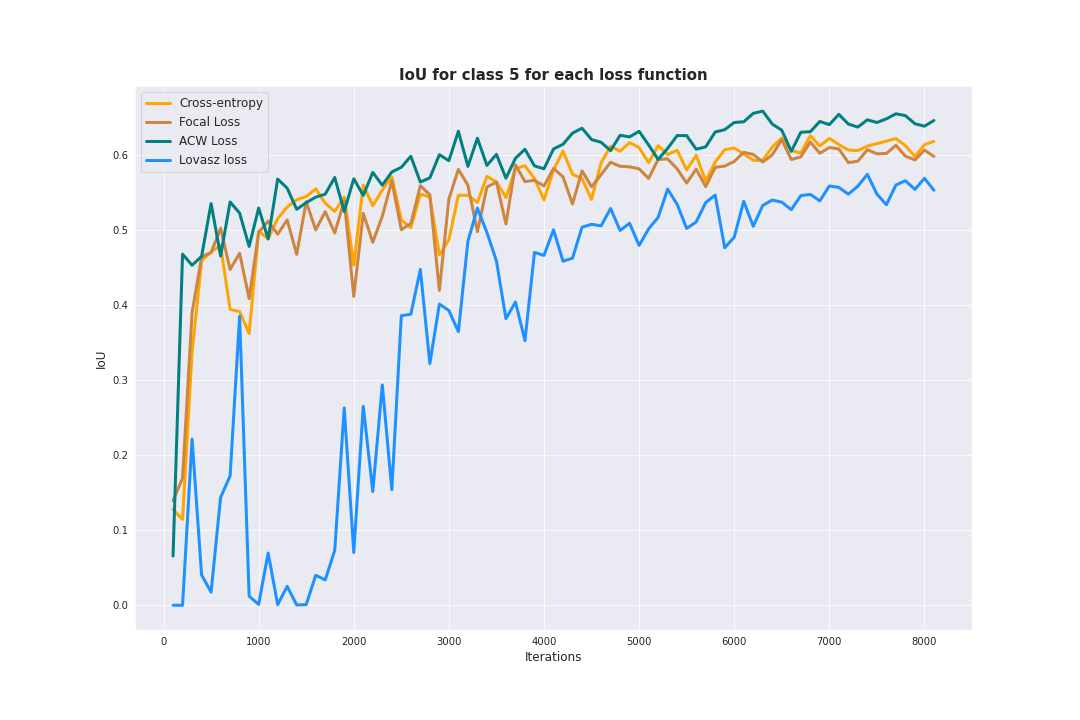 IoU for class 5 for each loss function
Cross-entropy
Focal Loss
ACW Loss
Lovasz loss
IoU
0.6
0.5
0.4
0.3
0.2
0.1
0.0
0 1000 2000 3000 4000 5000 6000 7000 8000
Iterations